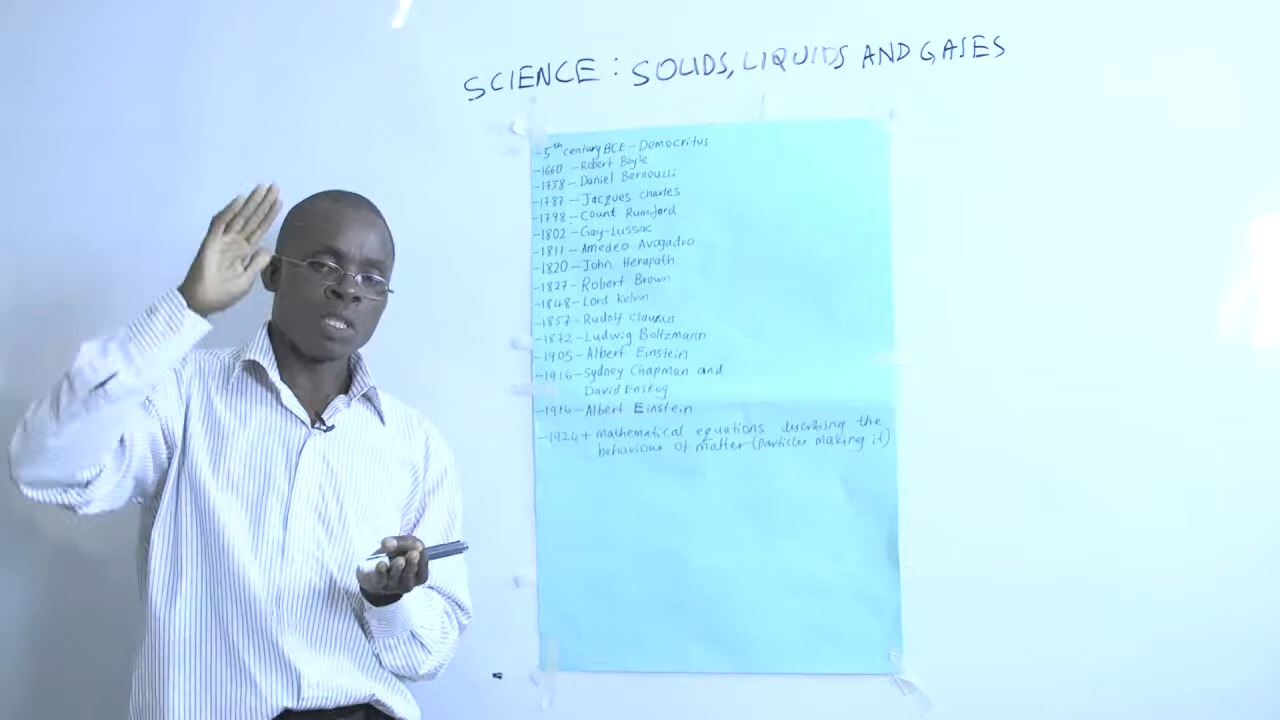 SCIENCE: SOLIDS, LIQUIDS AND GASES
-5th century BCE - Democritus
-1660 - Robert Boyle
-1738 - Daniel Bernoulli
-1787 - Jacques charles
-1798 - Count Rumford
-1802 - Gay-Lussac
-1811 - Amedeo Avogadro
-1820 - John Herapath
-1827 - Robert Brown
-1848 - Lord Kelvin
-1857 - Rudolf Clausius
-1872 - Ludwig Boltzmann
-1905 - Albert Einstein
-1916 - Sydney Chapman and
David Enskog
-1916 - Albert Einstein
-1924 + mathematical equations describing the
behaviour of matter (particles making it)